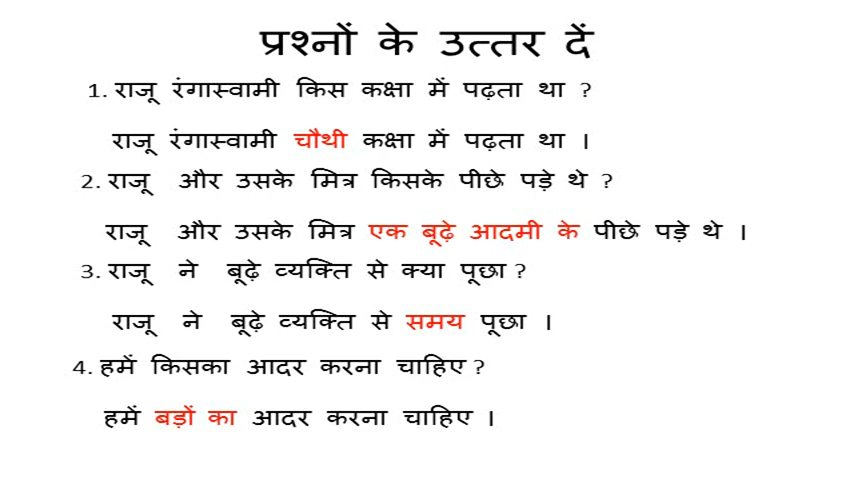 प्रश्नों के उत्तर दें
1. राजू रंगास्वामी किस कक्षा में पढ़ता था ?
राजू रंगास्वामी चौथी कक्षा में पढ़ता था ।
2. राजू और उसके मित्र किसके पीछे पड़े थे ?
राजू और उसके मित्र एक बूढ़े आदमी के पीछे पड़े थे ।
3. राजू ने बूढ़े व्यक्ति से क्या पूछा ?
राजू ने बूढ़े व्यक्ति से समय पूछा ।
4. हमें किसका आदर करना चाहिए ?
हमें बड़ों का आदर करना चाहिए ।